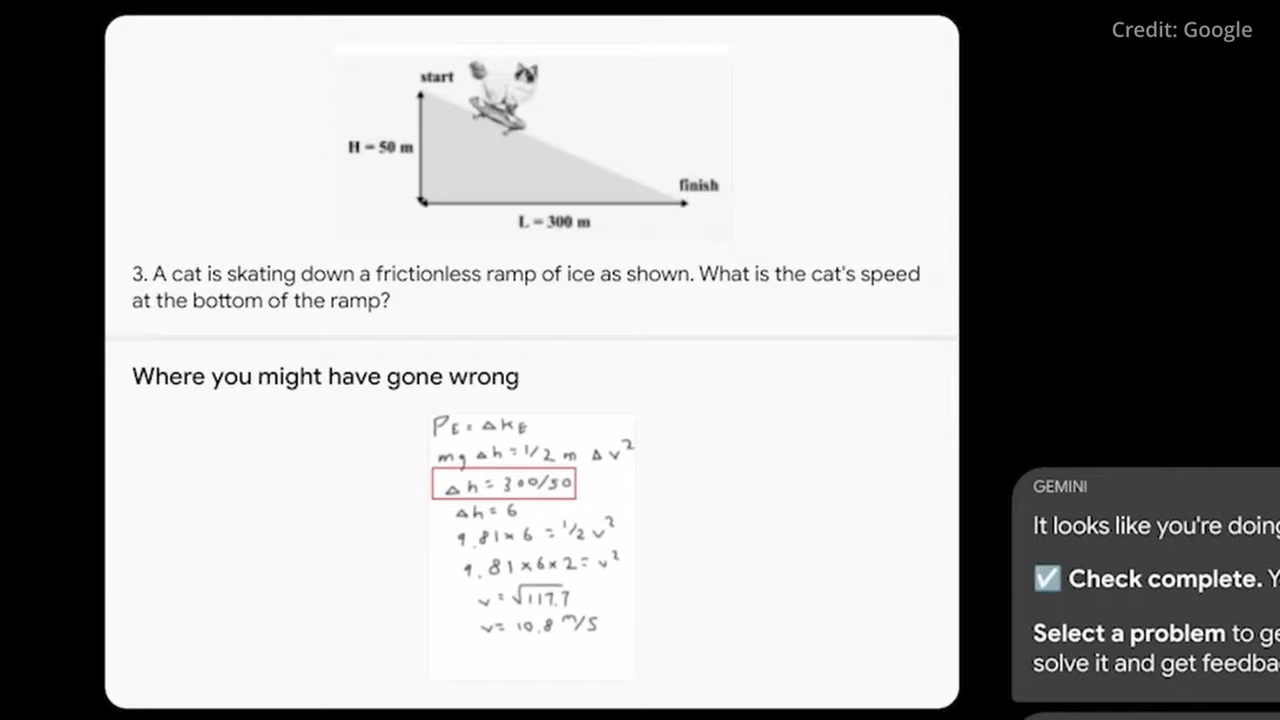 Credit: Google
start
H = 50 m
finish
L = 300 m
3. A cat is skating down a frictionless ramp of ice as shown. What is the cat's speed
at the bottom of the ramp?
Where you might have gone wrong
PE = ΔKE
mg Δh = 1/2 m Δv²
Δh = 300/50
Δh = 6
9.81×6 = 1/2 v²
9.81×6×2 = v²
v = √117.7
v = 10.8 m/s
GEMINI
It looks like you're doing
☑ Check complete. Y
Select a problem to ge
solve it and get feedba